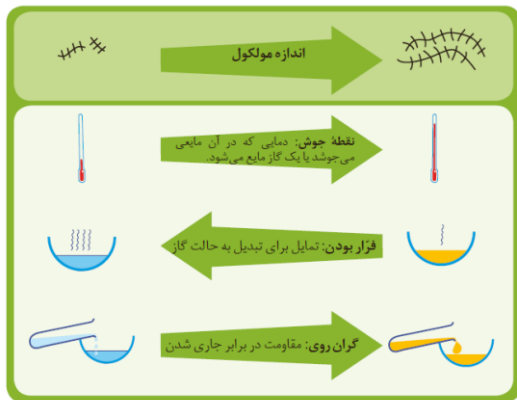 اندازه مولکول
نقطهٔ جوش: دمایی که در آن مایعی
می‌جوشد یا یک گاز مایع می‌شود.
فرّار بودن: تمایل برای تبدیل به حالت گاز
گران روی: مقاومت در برابر جاری شدن